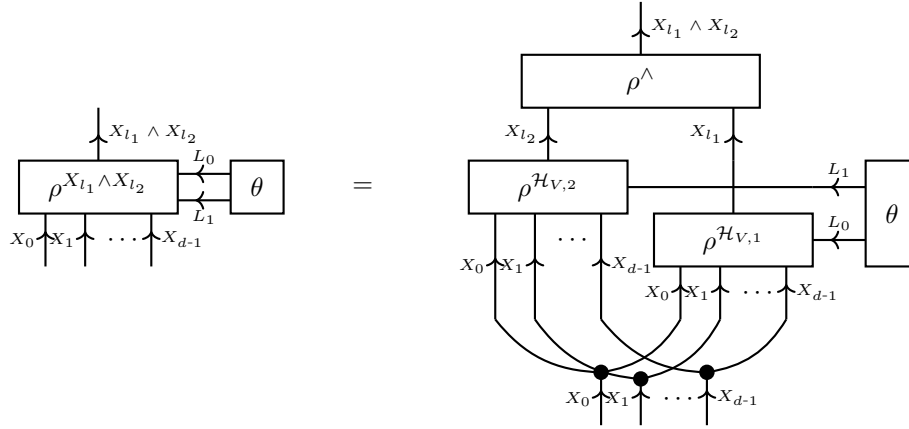 X_{l_1} ∧ X_{l_2}
ρ^∧
X_{l_1} ∧ X_{l_2} X_{l_2} X_{l_1}
L_0 L_1
ρ^{X_{l_1} ∧ X_{l_2}} θ = ρ^{\mathcal{H}_{V,2}}
L_1 θ
X_0 X_1 ... X_{d-1} ... ρ^{\mathcal{H}_{V,1}} L_0
X_0 X_1 X_{d-1} X_0 X_1 ... X_{d-1}
X_0 X_1 ... X_{d-1}